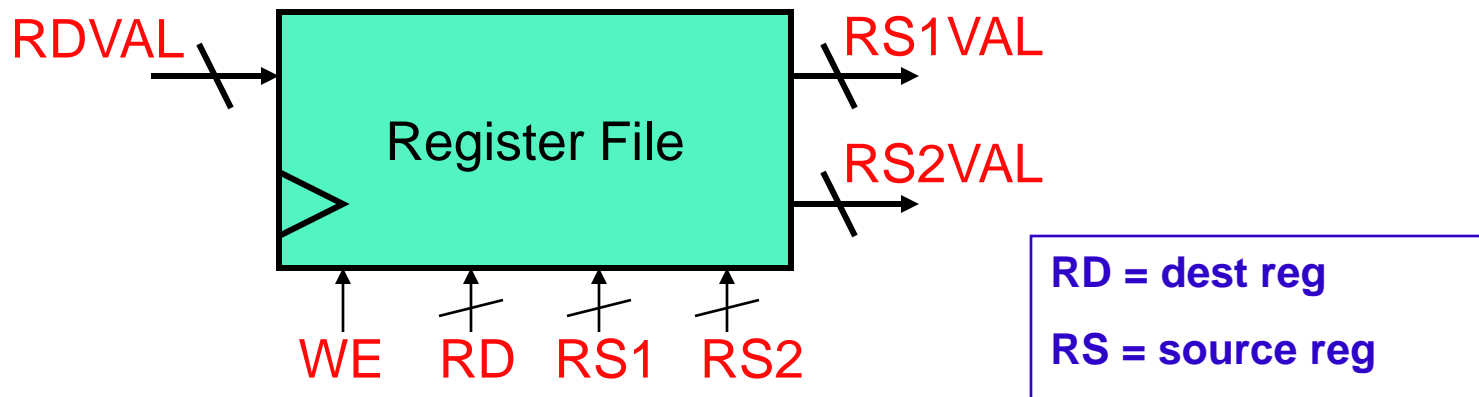 RDVAL
RS1VAL
Register File
RS2VAL
WE RD RS1 RS2
RD = dest reg
RS = source reg